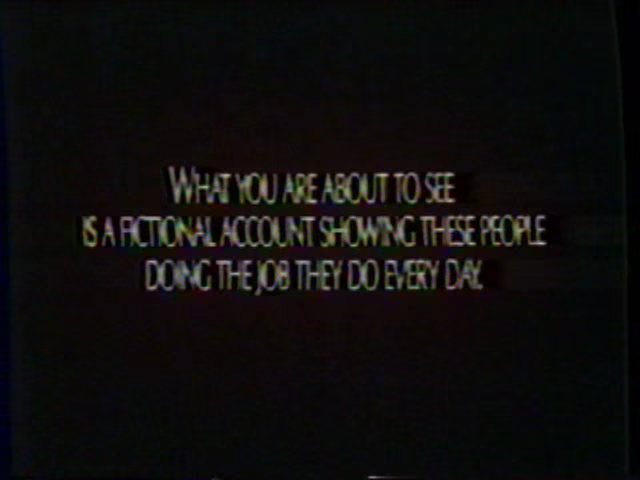 WHAT YOU ARE ABOUT TO SEE
IS A FICTIONAL ACCOUNT SHOWING THESE PEOPLE
DOING THE JOB THEY DO EVERY DAY.